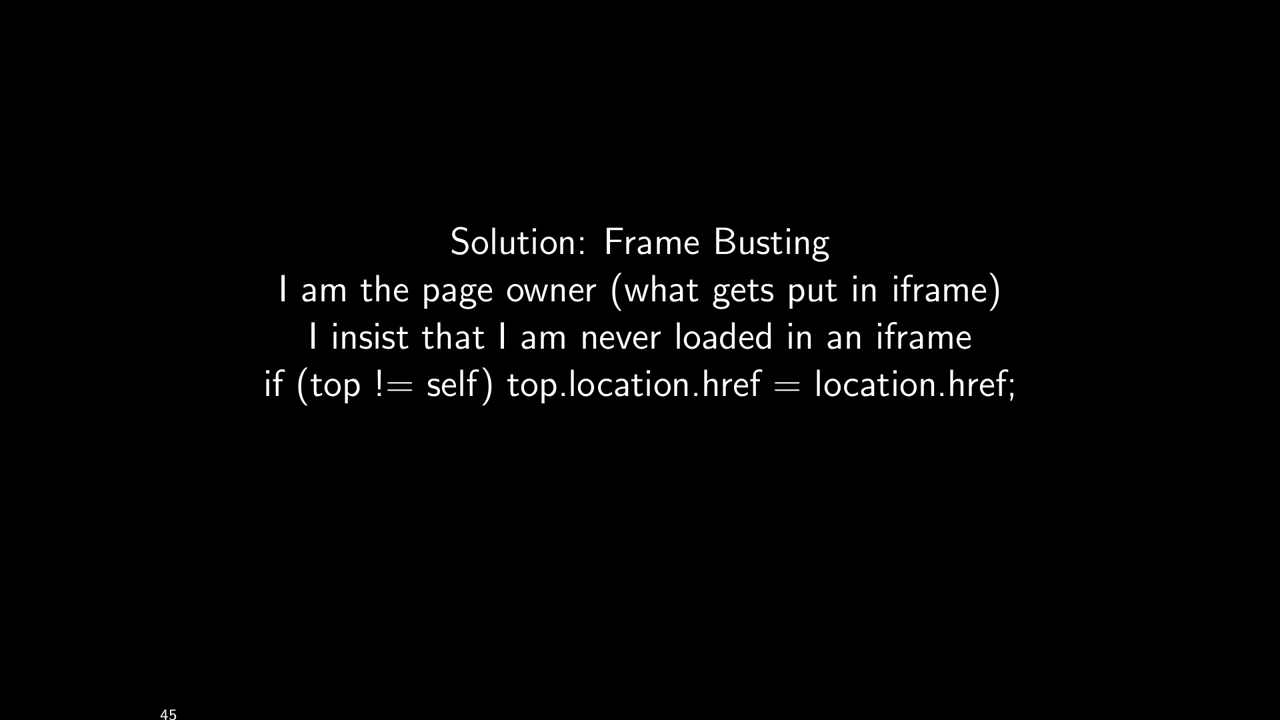 Solution: Frame Busting
I am the page owner (what gets put in iframe)
I insist that I am never loaded in an iframe
if (top != self) top.location.href = location.href;
45